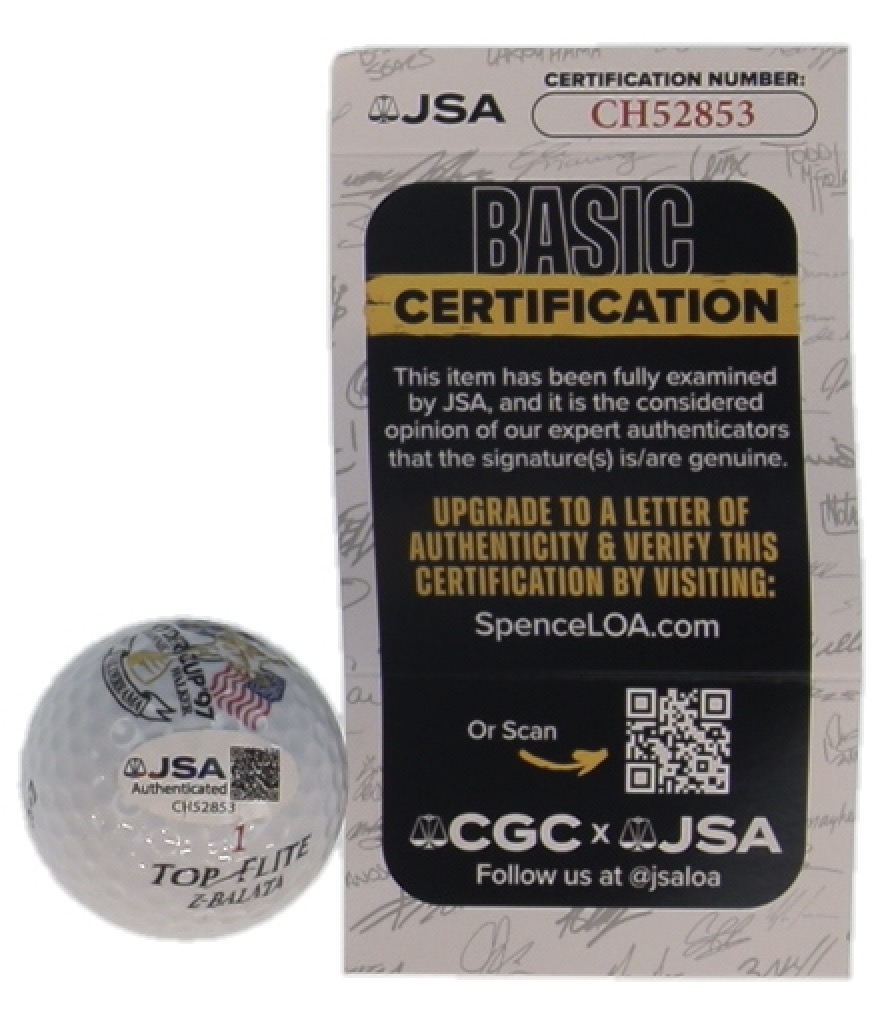 JSA
CERTIFICATION NUMBER:
CH52853
BASIC
CERTIFICATION
This item has been fully examined
by JSA, and it is the considered
opinion of our expert authenticators
that the signature(s) is/are genuine.
UPGRADE TO A LETTER OF
AUTHENTICITY & VERIFY THIS
CERTIFICATION BY VISITING:
SpenceLOA.com
Or Scan
CGC x JSA
Follow us at @jsaloa
CUP '97
JSA
Authenticated
CH52853
1
TOP FLITE
Z-BALATA